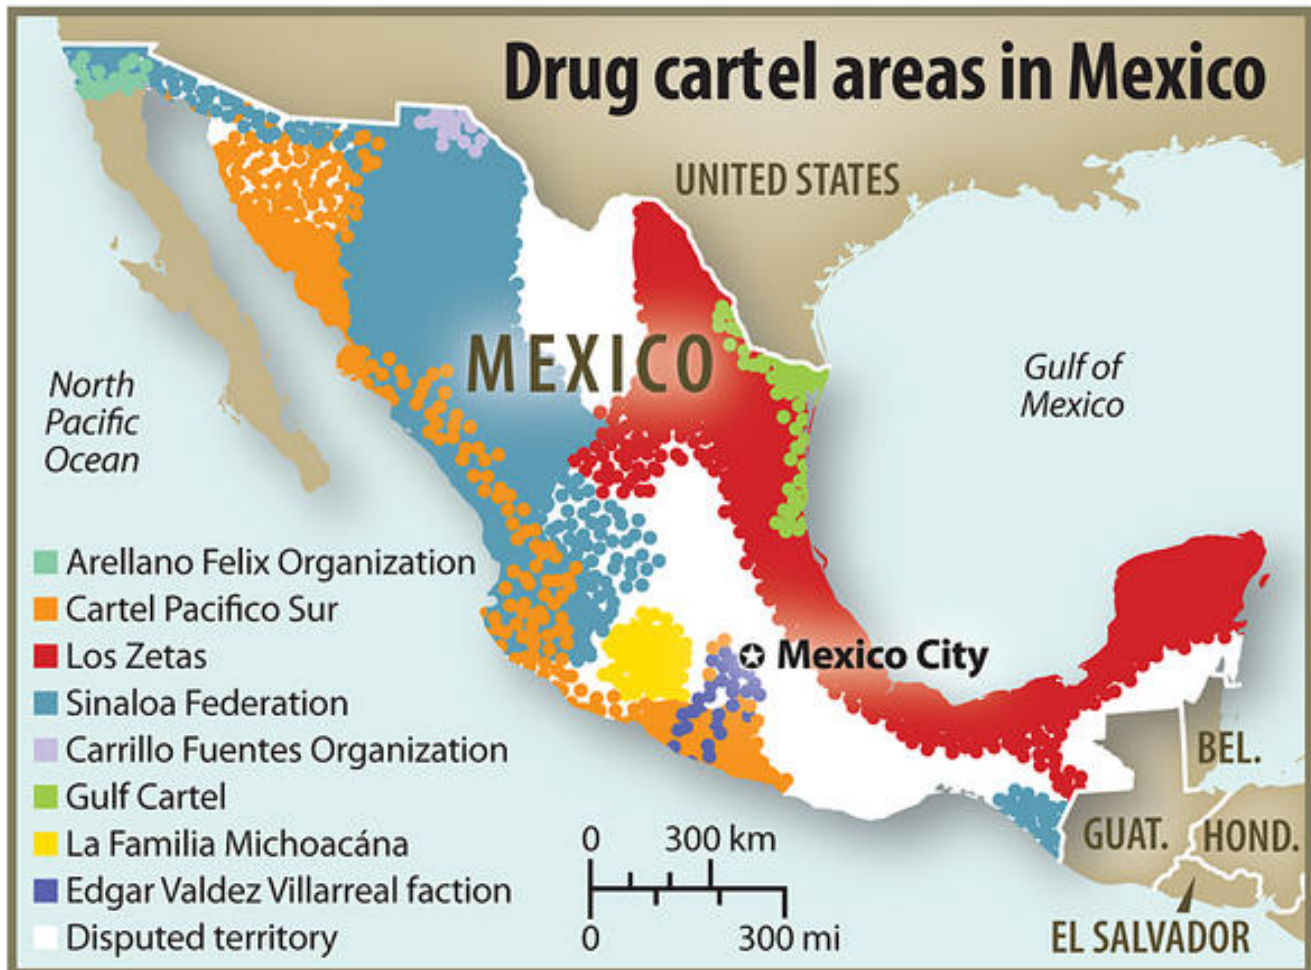 Drug cartel areas in Mexico
UNITED STATES
MEXICO
Gulf of
Mexico
North
Pacific
Ocean
Arellano Felix Organization
Cartel Pacifico Sur
Los Zetas
Sinaloa Federation
Carrillo Fuentes Organization
Gulf Cartel
La Familia Michoacána
Edgar Valdez Villarreal faction
Disputed territory
Mexico City
BEL.
GUAT.
HOND.
EL SALVADOR
0 300 km
0 300 mi